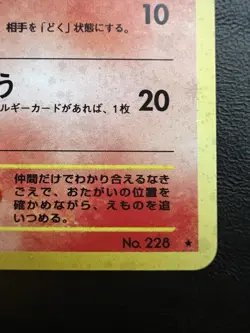 10
相手を「どく」状態にする。
う
ルギーカードがあれば、1枚
20
仲間だけでわかり合えるなき
ごえで、おたがいの位置を
確かめながら、えものを追
いつめる。
No. 228 ★